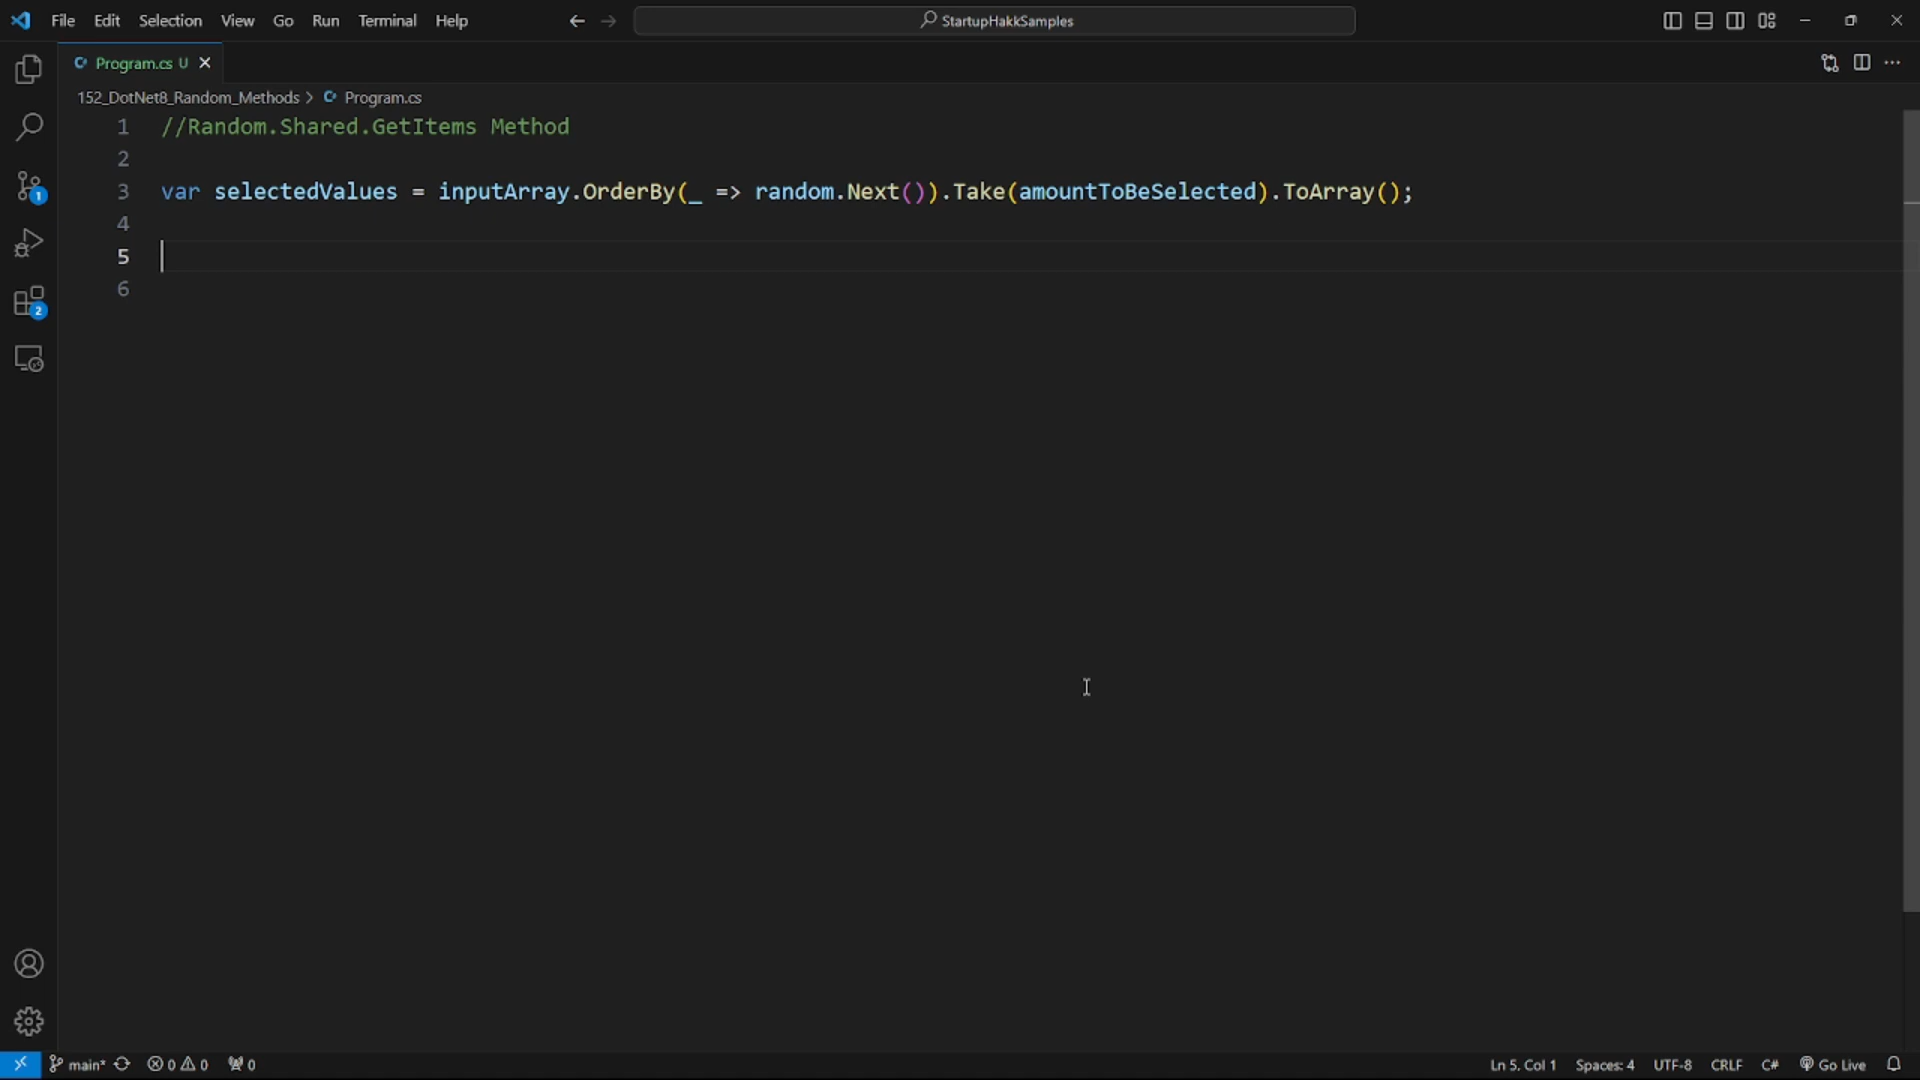 File Edit Selection View Go Run Terminal Help
StartupHakkSamples
Program.cs U
152_DotNet8_Random_Methods > Program.cs
1 //Random.Shared.GetItems Method
2
3 var selectedValues = inputArray.OrderBy(_ => random.Next()).Take(amountToBeSelected).ToArray();
4
5
6
1
2
main* 0 0 0
Ln 5, Col 1 Spaces: 4 UTF-8 CRLF C# Go Live